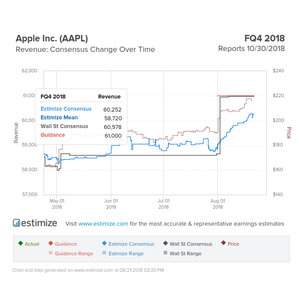 Apple Inc. (AAPL)
FQ4 2018
Revenue: Consensus Change Over Time
Reports 10/30/2018
62,000
$240
61,000
$220
FQ4 2018
Revenue
Estimize Consensus
60,252
Estimize Mean
58,720
Wall St Consensus
60,978
Guidance
61,000
$200
$180
58,000
$160
57,000
$140
Revenue
Price
May 01
2018
Jun 01
2018
Jul 01
2018
Aug 01
2018
estimize
Visit www.estimize.com for the most accurate & representative earnings estimates
Actual
Guidance
Estimize Consensus
Wall St Consensus
Price
Guidance Range
Estimize Range
Wall St Range
Chart and data generated on www.estimize.com at 08/21/2018 03:30 PM